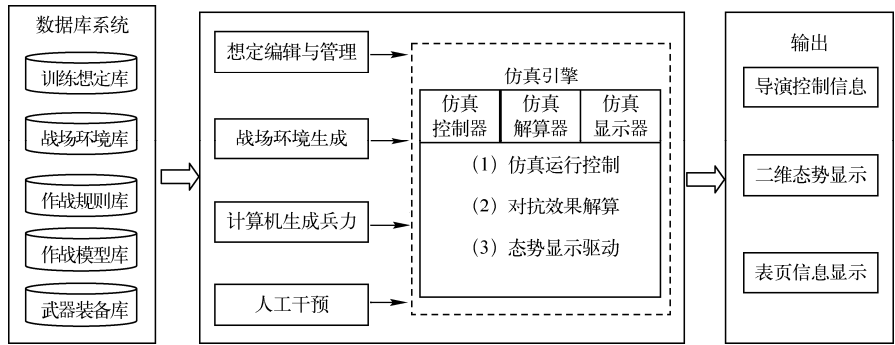 数据库系统
训练想定库
战场环境库
作战规则库
作战模型库
武器装备库
想定编辑与管理
战场环境生成
计算机生成兵力
人工干预
仿真引擎
仿真
控制器
仿真
解算器
仿真
显示器
(1) 仿真运行控制
(2) 对抗效果解算
(3) 态势显示驱动
输出
导演控制信息
二维态势显示
表页信息显示